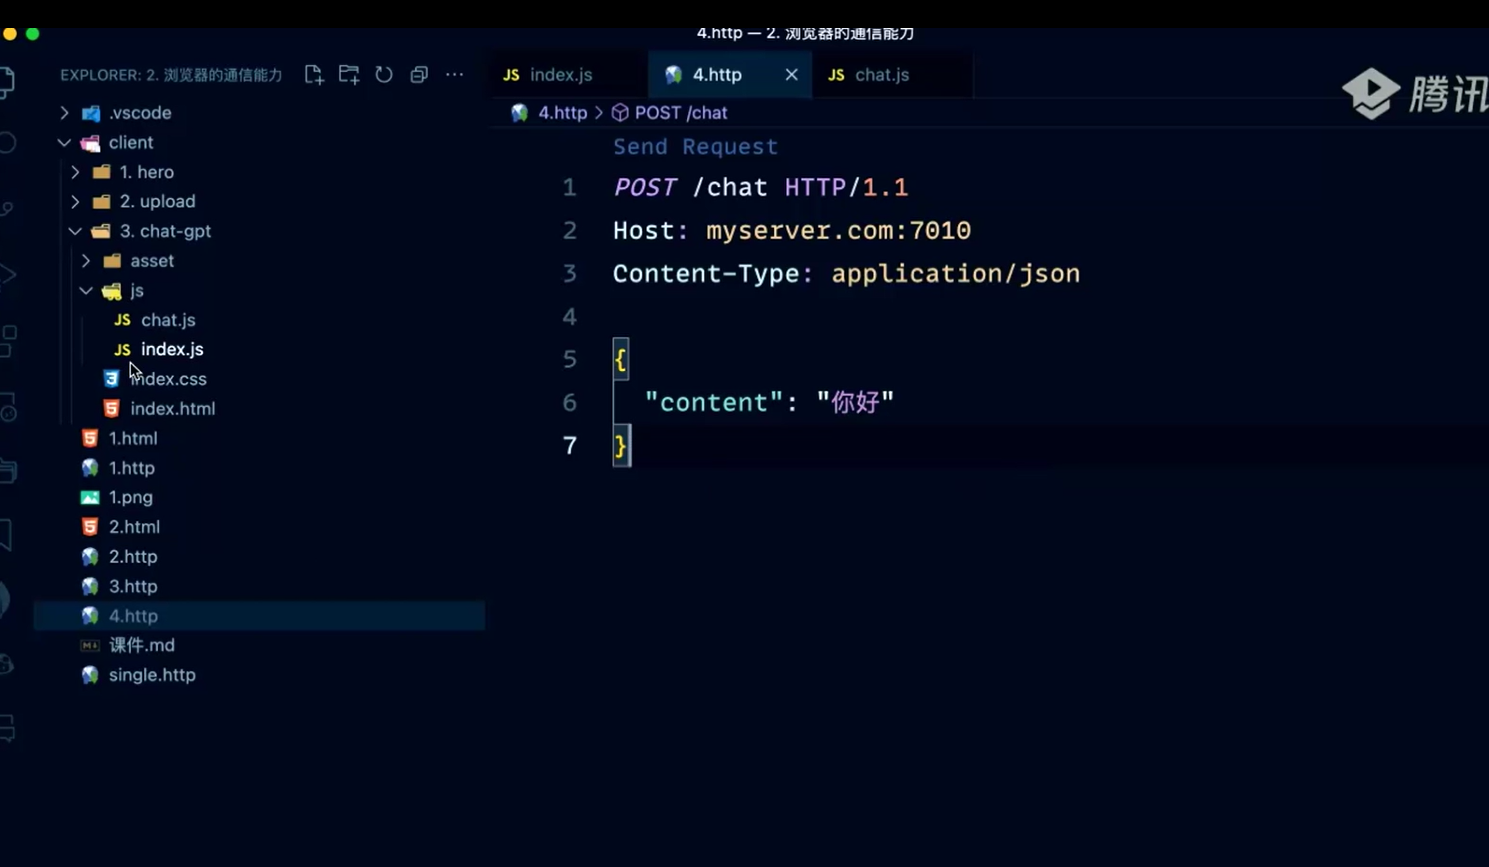 4.http — 2. 浏览器的通信能力
EXPLORER: 2. 浏览器的通信能力
.vscode
client
1. hero
2. upload
3. chat-gpt
asset
js
chat.js
index.js
index.css
index.html
1.html
1.http
1.png
2.html
2.http
3.http
4.http
课件.md
single.http
index.js
4.http
chat.js
4.http > POST /chat
Send Request
1 POST /chat HTTP/1.1
2 Host: myserver.com:7010
3 Content-Type: application/json
4
5 {
6 "content": "你好"
7 }
腾讯